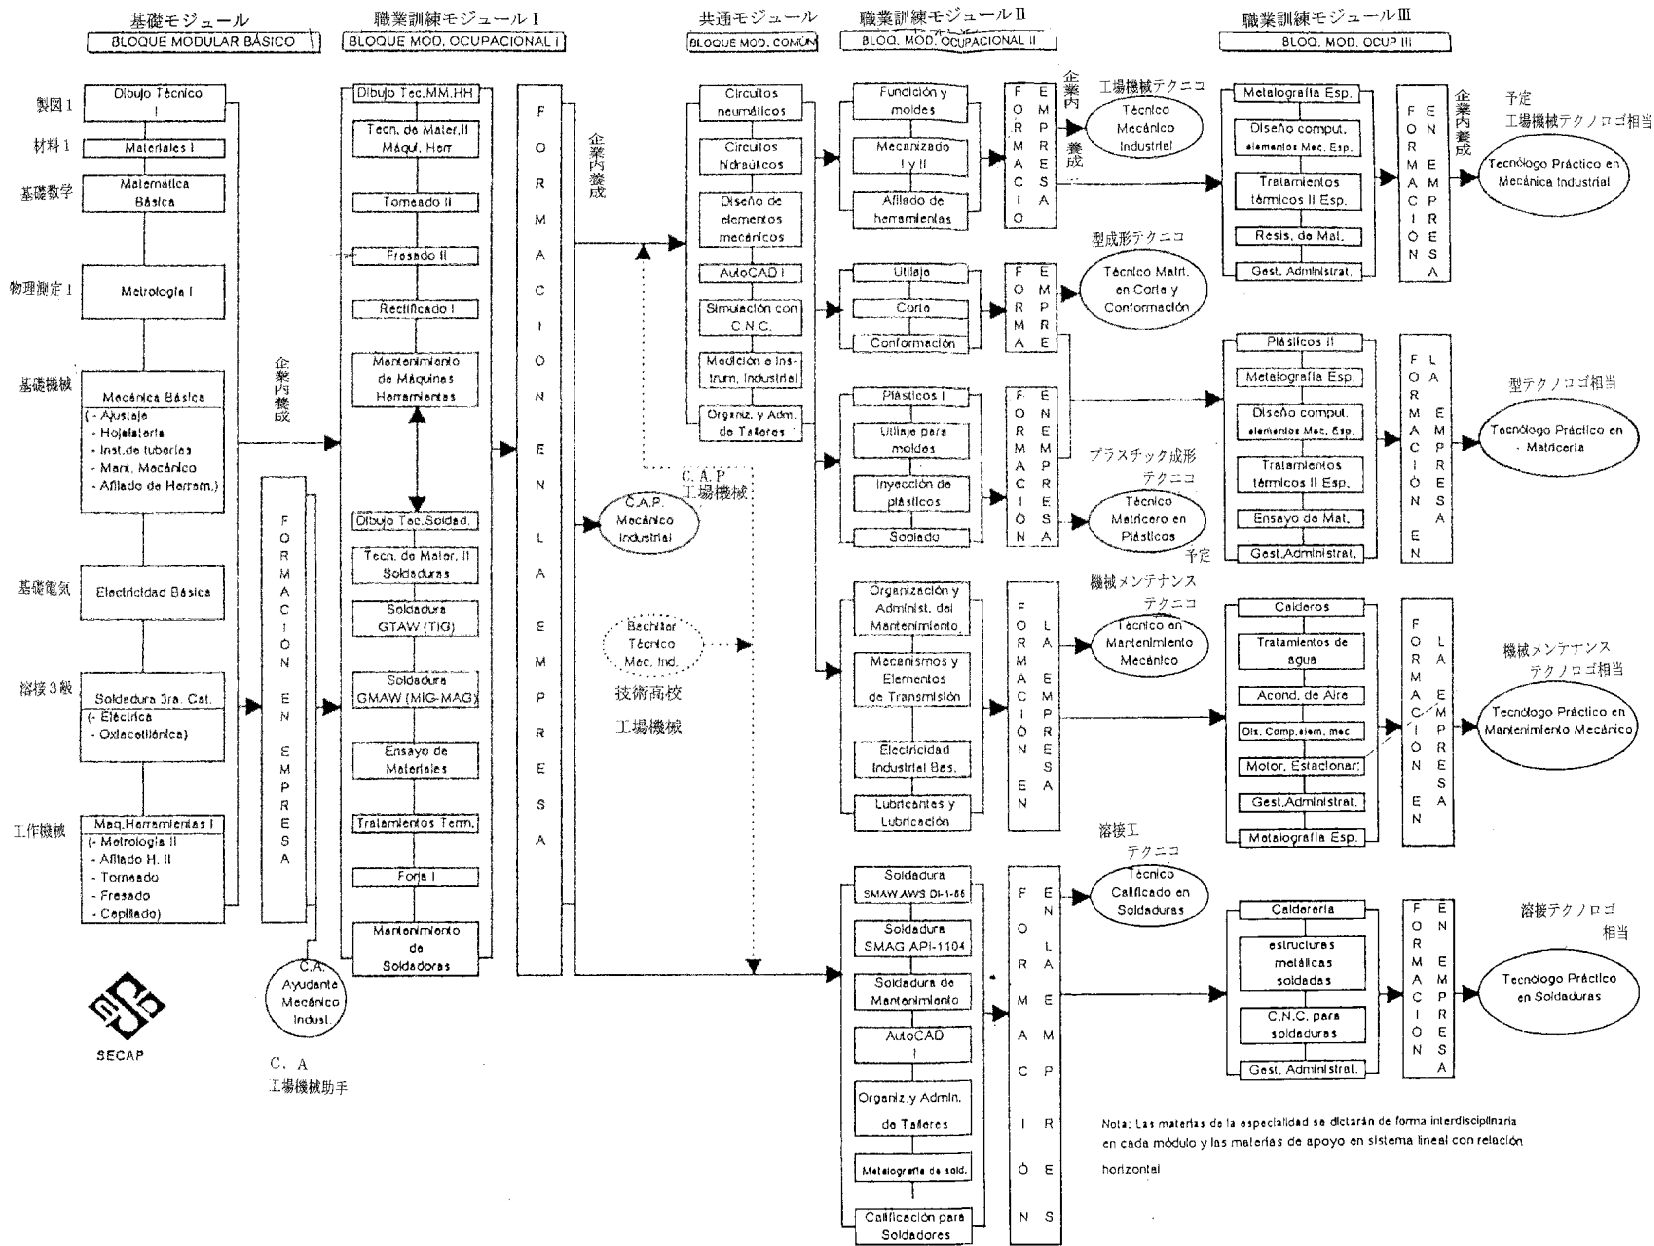 基礎モジュール
BLOQUE MODULAR BÁSICO
製図1
Dibujo Técnico
I
材料1
Materiales I
基礎数学
Matemática
Básica
物理測定1
Metrología I
基礎機械
Mecánica Básica
(- Ajustaje
- Hojalatería
- Inst.de tuberías
- Mant. Mecánico
- Afilado de Herram.)
基礎電気
Electricidad Básica
溶接3級
Soldadura 3ra. Cat.
(- Eléctrica
- Oxiacetilénica)
工作機械
Maq.Herramientas I
(- Metrología II
- Afilado H. II
- Torneado
- Fresado
- Cepillado)
SECAP
企業内養成
FORMACIÓN EN EMPRESA
C.A.
Ayudante
Mecánico
Indust.
C. A
工場機械助手
職業訓練モジュールⅠ
BLOQUE MOD. OCUPACIONAL I
Dibujo Tec.MM.HH
Tecn. de Mater.II
Máqui. Herr
Torneado II
Fresado II
Rectificado I
Mantenimiento
de Máquinas
Herramientas
Dibujo Tec.Soldad.
Tecn. de Mater. II
Soldaduras
Soldadura
GTAW (TIG)
Soldadura
GMAW (MIG-MAG)
Ensayo de
Materiales
Tratamientos Term.
Forja I
Mantenimiento
de
Soldadoras
FORMACION EN LA EMPRESA
企業内養成
C.A.P.
Mecánico
Industrial
C.A.P
工場機械
Bachiller
Técnico
Mec. Ind.
技術高校
工場機械
共通モジュール
BLOQUE MOD. COMÚN
Circuitos
neumáticos
Circuitos
hidraúlcos
Diseño de
elementos
mecánicos
AutoCAD I
Simulación con
C.N.C.
Medición e Ins-
trum. Industrial
Organiz. y Adm.
de Talleres
職業訓練モジュールⅡ
BLOQ. MOD. OCUPACIONAL II
Fundición y
moldes
Mecanizado
I y II
Afilado de
herramientas
FORMACIO
EMPRESA
企業内養成
工場機械テクニコ
Técnico
Mecánico
Industrial
Utilaje
Corte
Conformación
FORMA
EMPRE
型成形テクニコ
Técnico Matri.
en Corte y
Conformación
Plásticos I
Utilaje para
moldes
Inyección de
plásticos
Soplado
FORMACIÓN
EN EMPRESA
プラスチック成形
テクニコ
Técnico
Matricero en
Plásticos
予定
Organización y
Administ. del
Mantenimiento
Mecanismos y
Elementos
de Transmisión
Electricidad
Industrial Bas.
Lubricantes y
Lubricación
FORMACIÓN EN
LA EMPRESA
機械メンテナンス
テクニコ
Técnico en
Mantenimiento
Mecánico
Soldadura
SMAW.AWS
Soldadura
SMAG API-1104
Soldadura de
Mantenimiento
AutoCAD
I
Organiz.y Admin.
de Talleres
Metalografía de sold.
Calificación para
Soldadores
FORMACIÓN
EN LA EMPRES
溶接工
テクニコ
Técnico
Calificado en
Soldaduras
職業訓練モジュールⅢ
BLOQ. MOD. OCUP III
Metalografía Esp.
Diseño comput.
elementos Mec. Esp.
Tratamientos
térmicos II Esp.
Resis. de Mat.
Gest. Administrat.
FORMACIÓN
EN EMPRESA
企業内養成
予定
工場機械テクノロゴ相当
Tecnólogo Práctico en
Mecánica Industrial
Plásticos II
Metalografía Esp.
Diseño comput.
elementos Mec. Esp.
Tratamientos
térmicos II Esp.
Ensayo de Mat.
Gest.Administrat.
FORMACIÓN EN
LA EMPRESA
型テクノロゴ相当
Tecnólogo Práctico en
- Matricería
Calderos
Tratamientos de
agua
Acond. de Aire
Dis. Comp.elem. mec
Motor. Estacionar.
Gest.Administrat.
Metalografía Esp.
FORMACIÓN EN
LA EMPRESA
機械メンテナンス
テクノロゴ相当
Tecnólogo Práctico en
Mantenimiento Mecánico
Calderería
estructuras
metálicas
soldadas
C.N.C. para
soldaduras
Gest. Administrat.
FORMACIÓN
EN EMPRESA
溶接テクノロゴ
相当
Tecnólogo Práctico
en Soldaduras
Nota: Las materias de la especialidad se dictarán de forma interdisciplinaria
en cada módulo y las materias de apoyo en sistema lineal con relación
horizontal